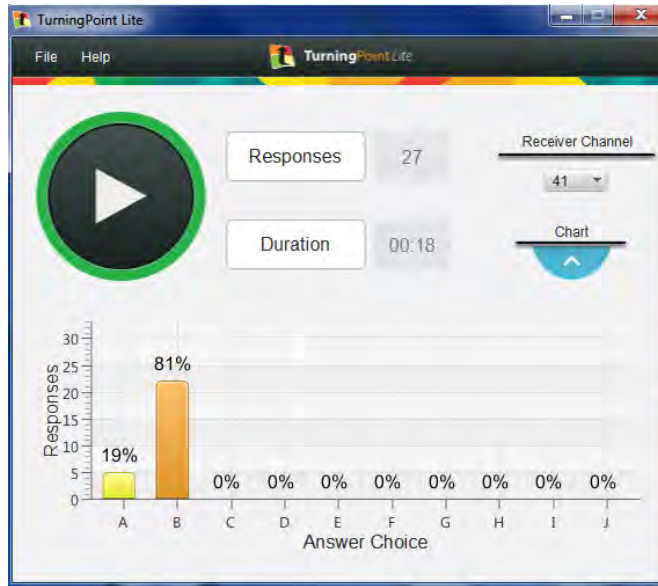 TurningPoint Lite
File Help
TurningPoint Lite
Responses 27
Receiver Channel
41
Duration 00:18
Chart
30
25
20
15
10
5
0
Responses
19%
81%
0% 0% 0% 0% 0% 0% 0% 0%
A B C D E F G H I J
Answer Choice